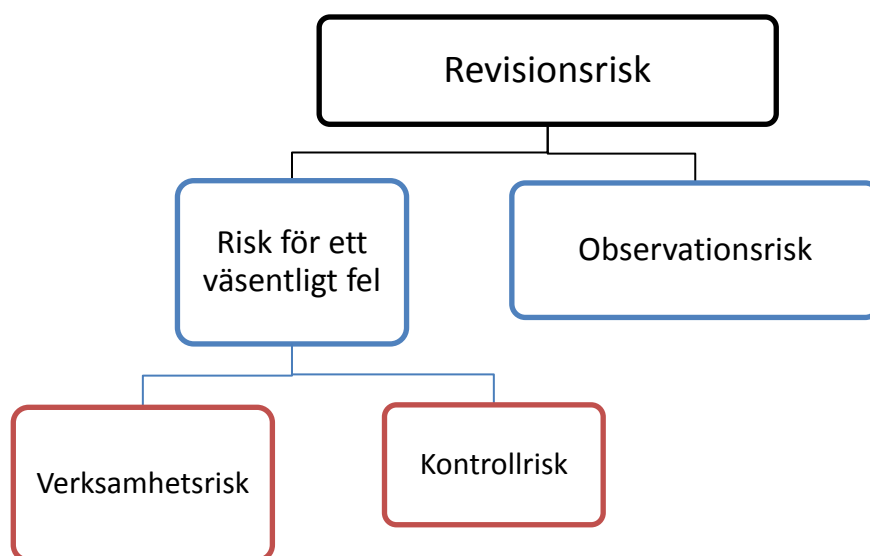 Revisionsrisk
Risk för ett
väsentligt fel
Observationsrisk
Verksamhetsrisk
Kontrollrisk